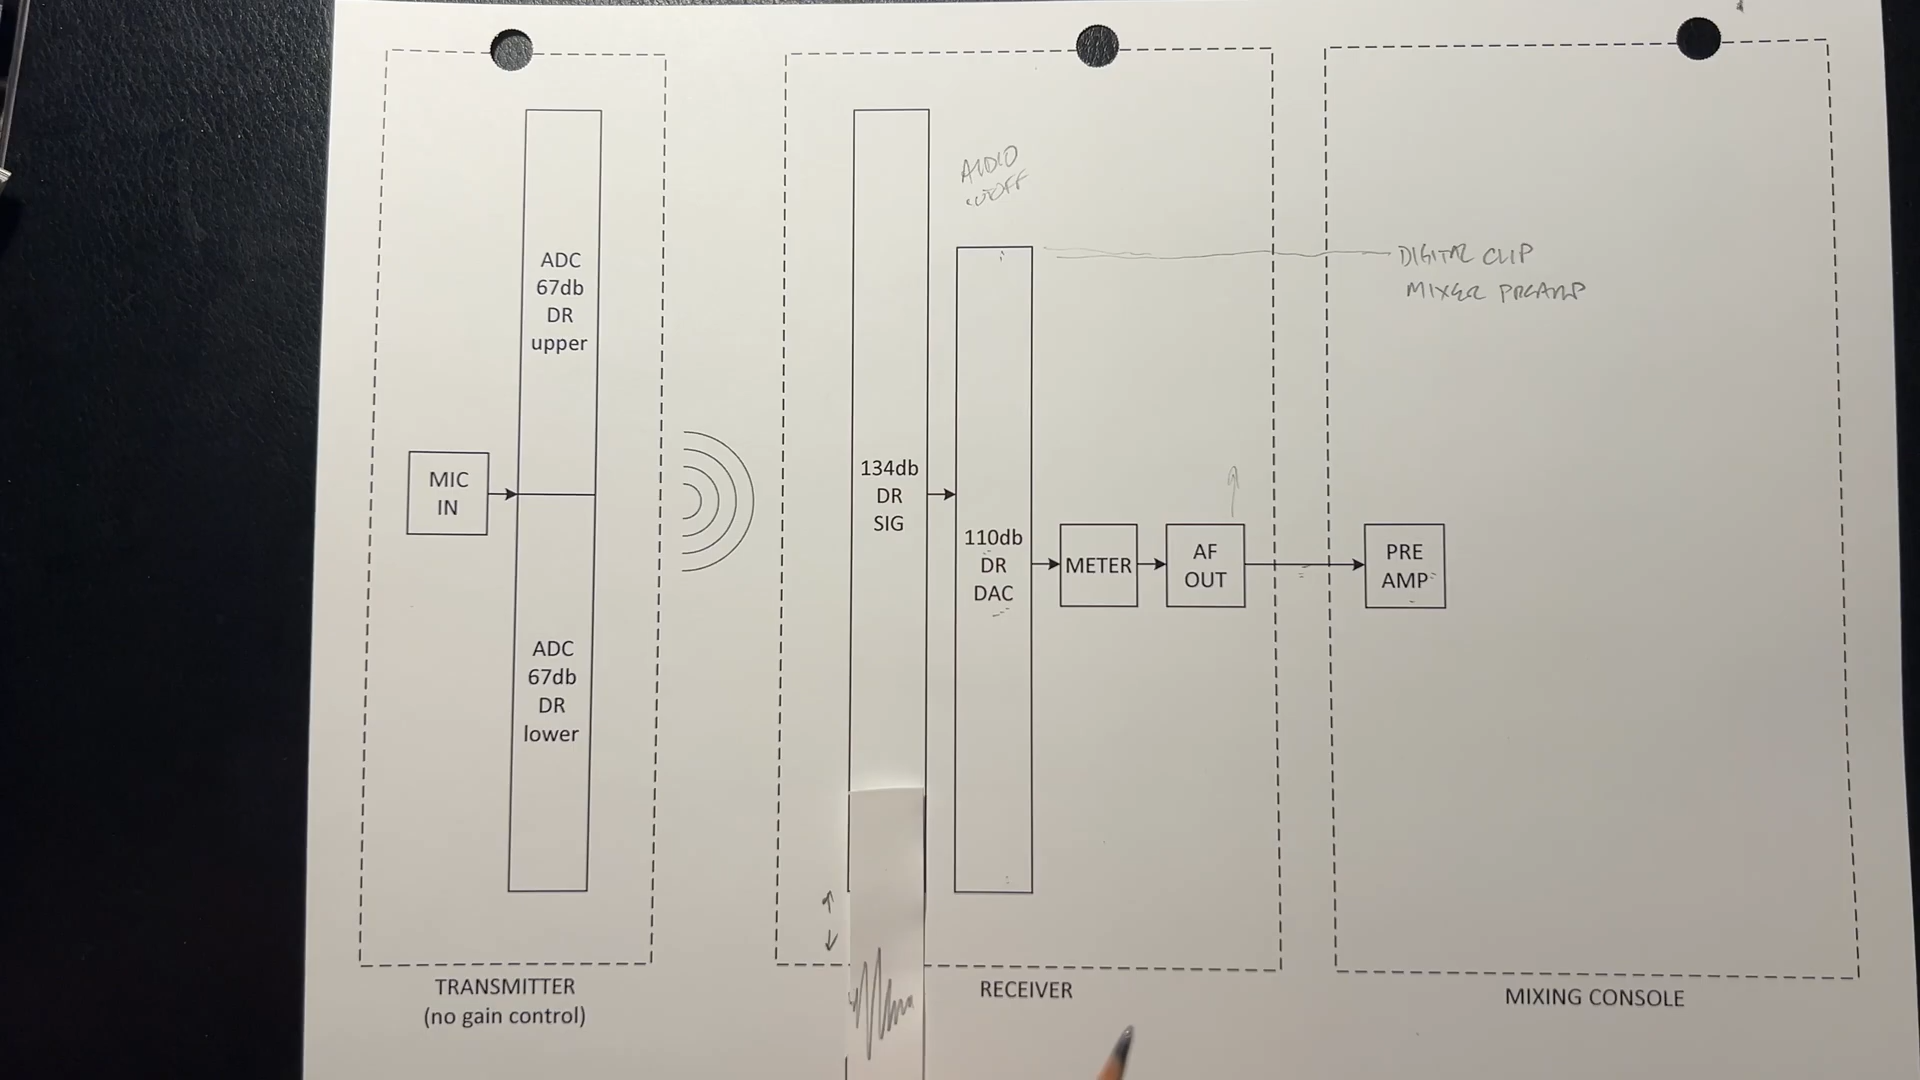 MIC
IN
ADC
67db
DR
upper
ADC
67db
DR
lower
TRANSMITTER
(no gain control)
134db
DR
SIG
AUDIO
110db
DR
DAC
METER
AF
OUT
RECEIVER
DIGITAL CLIP
MIXER PREAMP
PRE
AMP
MIXING CONSOLE